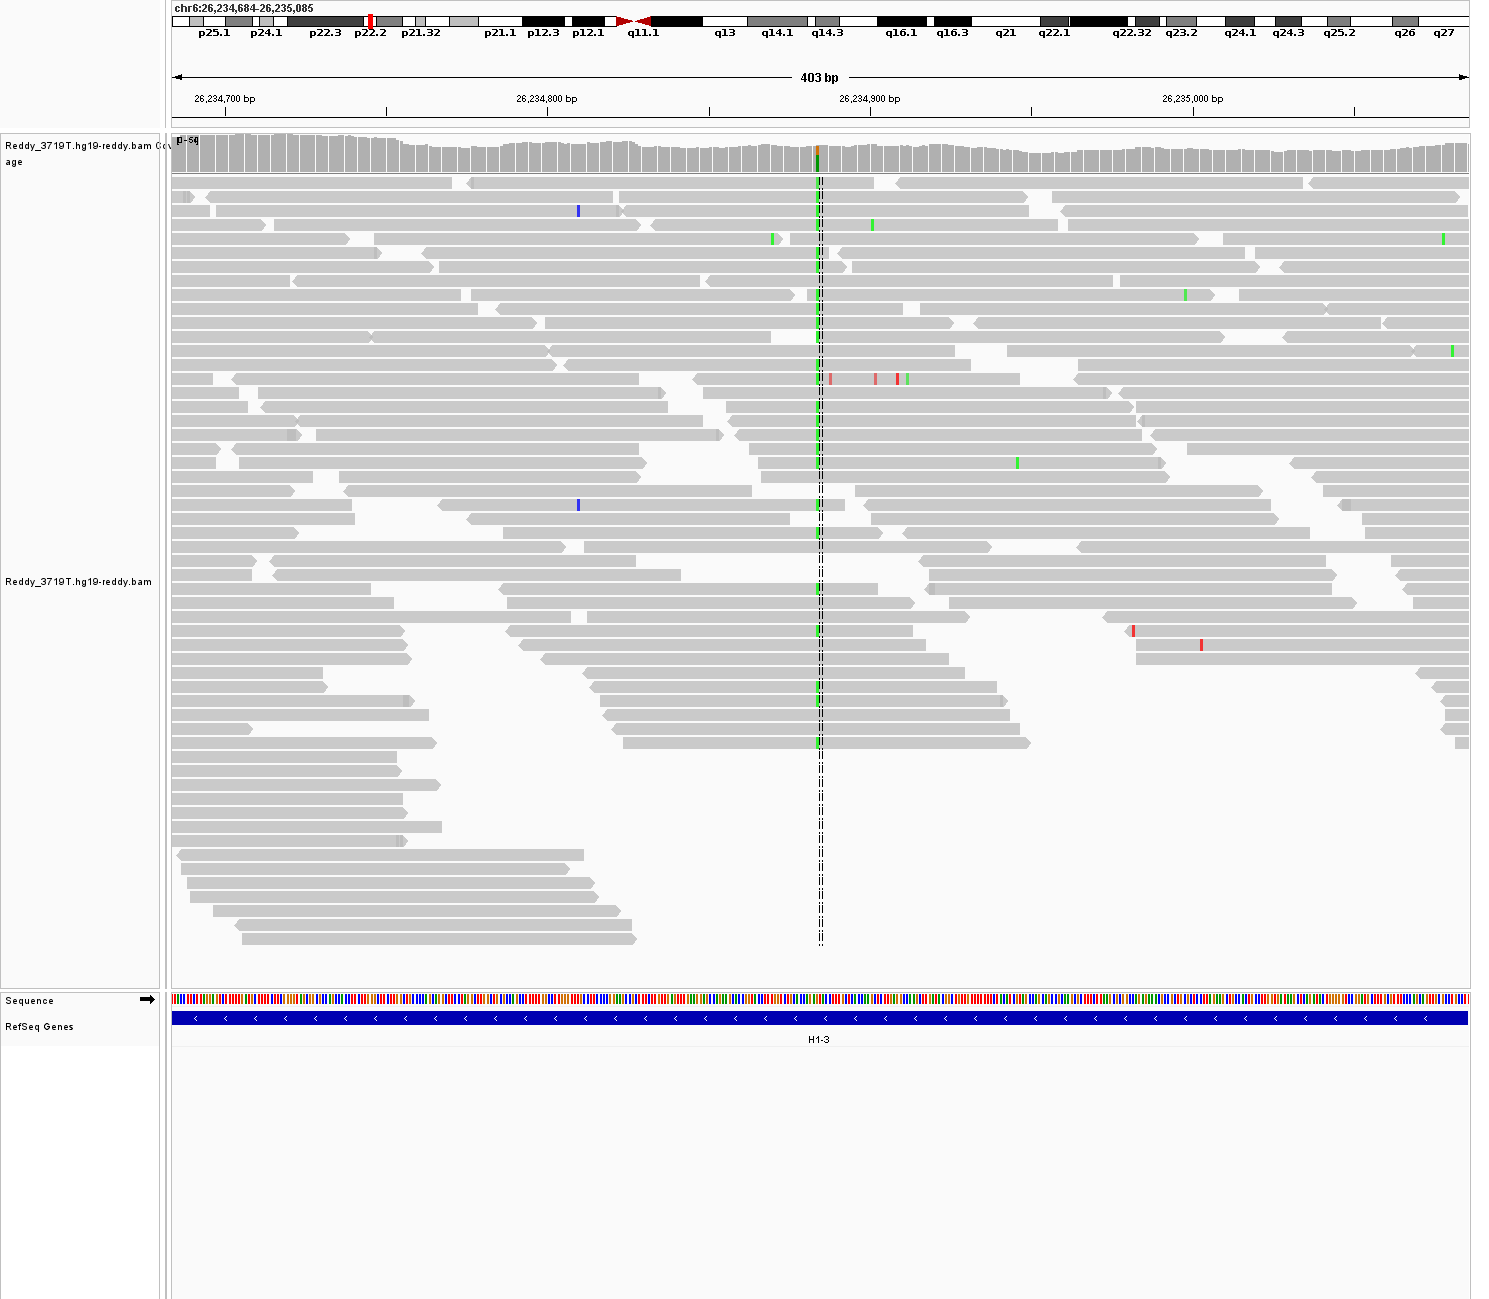 chr6:26,234,684-26,235,085
p25.1 p24.1 p22.3 p22.2 p21.32 p21.1 p12.3 p12.1 q11.1 q13 q14.1 q14.3 q16.1 q16.3 q21 q22.1 q22.32 q23.2 q24.1 q24.3 q25.2 q26 q27
403 bp
26,234,700 bp 26,234,800 bp 26,234,900 bp 26,235,000 bp
Reddy_3719T.hg19-reddy.bam Cov
age
Reddy_3719T.hg19-reddy.bam
Sequence
RefSeq Genes
H1-3